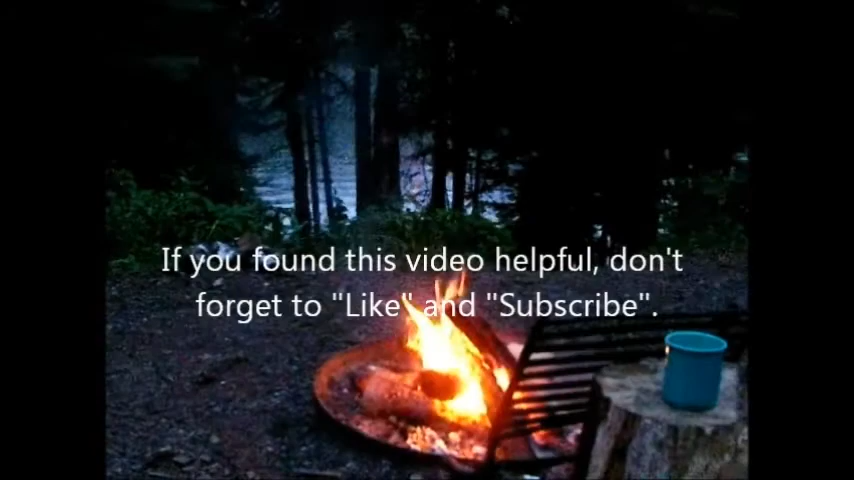 If you found this video helpful, don't
forget to "Like" and "Subscribe".